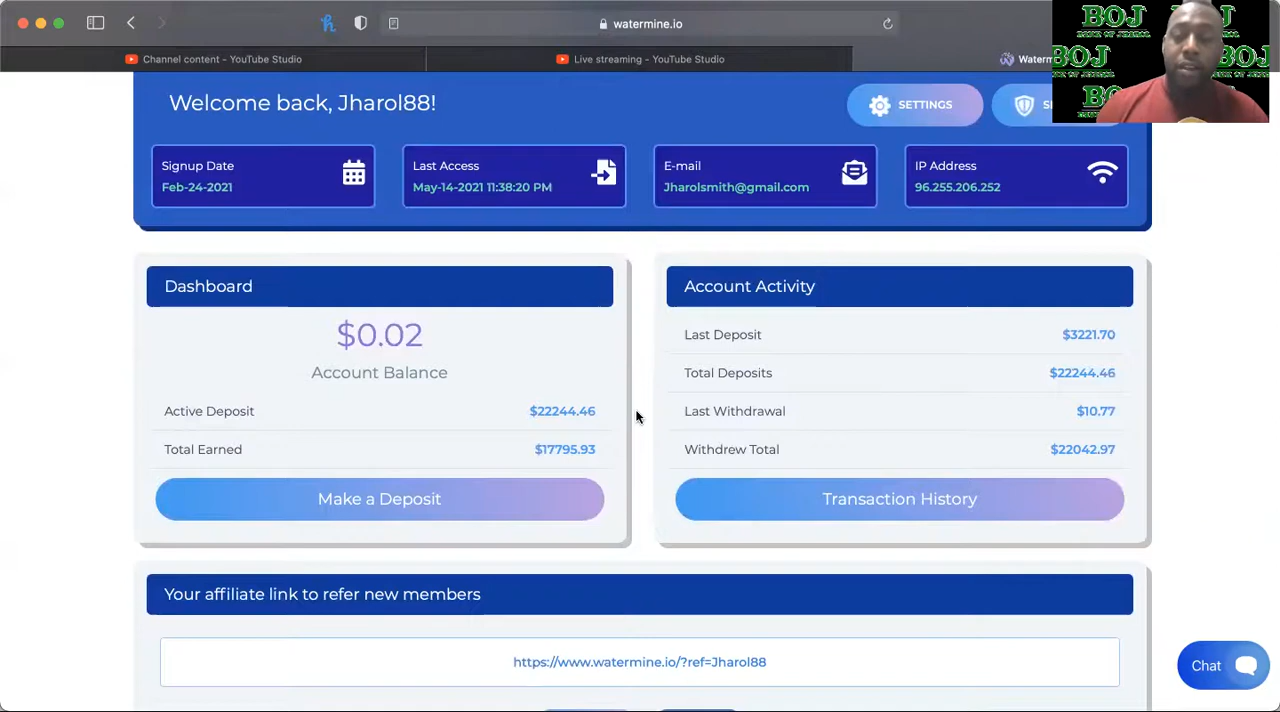 watermine.io
Channel content - YouTube Studio
Live streaming - YouTube Studio
BOJ
BOJ
BOJ
Welcome back, Jharol88!
SETTINGS
Signup Date
Feb-24-2021
Last Access
May-14-2021 11:38:20 PM
E-mail
Jharolsmith@gmail.com
IP Address
96.255.206.252
Dashboard
$0.02
Account Balance
Active Deposit $22244.46
Total Earned $17795.93
Make a Deposit
Account Activity
Last Deposit $3221.70
Total Deposits $22244.46
Last Withdrawal $10.77
Withdrew Total $22042.97
Transaction History
Your affiliate link to refer new members
https://www.watermine.io/?ref=Jharol88
Chat